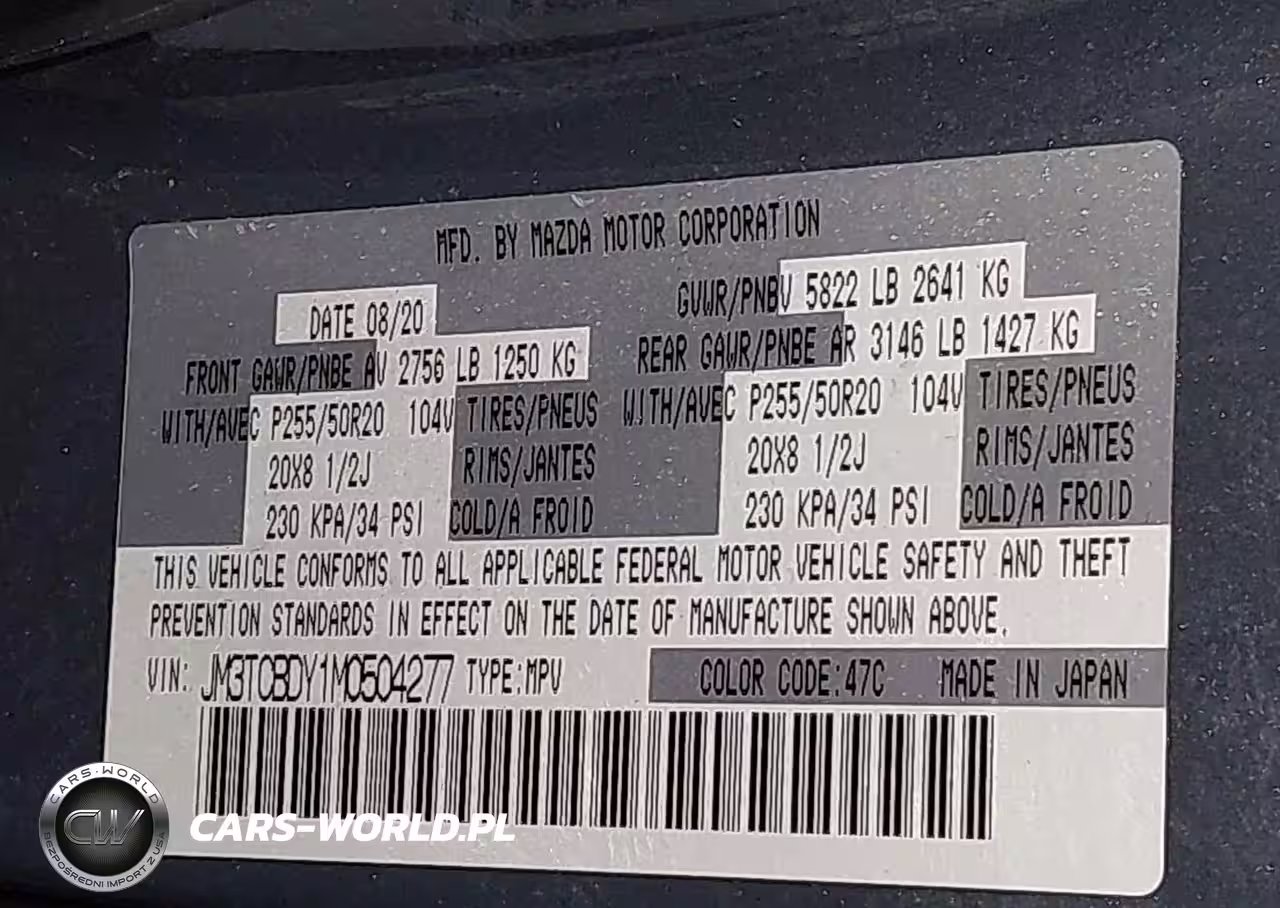 MFD. BY MAZDA MOTOR CORPORATION
DATE 08/20
GVWR/PNBV 5822 LB 2641 KG
FRONT GAWR/PNBE AV 2756 LB 1250 KG
REAR GAWR/PNBE AR 3146 LB 1427 KG
WITH/AVEC P255/50R20 104V TIRES/PNEUS
WITH/AVEC P255/50R20 104V TIRES/PNEUS
20X8 1/2J RIMS/JANTES
20X8 1/2J RIMS/JANTES
230 KPA/34 PSI COLD/A FROID
230 KPA/34 PSI COLD/A FROID
THIS VEHICLE CONFORMS TO ALL APPLICABLE FEDERAL MOTOR VEHICLE SAFETY AND THEFT
PREVENTION STANDARDS IN EFFECT ON THE DATE OF MANUFACTURE SHOWN ABOVE.
VIN: JM3TCBDY1M0504277 TYPE:MPV
COLOR CODE:47C MADE IN JAPAN
CARS-WORLD
CW
BEZPOŚREDNI IMPORT Z USA
CARS-WORLD.PL